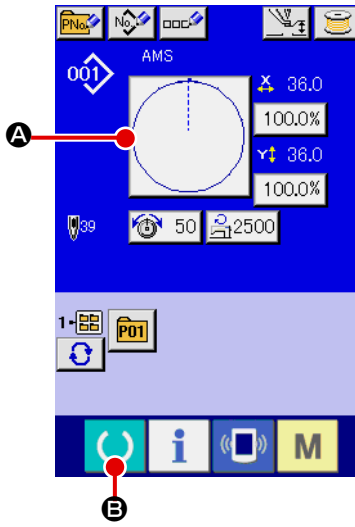 PNo. No.
001 AMS
X 36.0
A
100.0%
Y 36.0
100.0%
39 50 2500
1- P01
i M
B